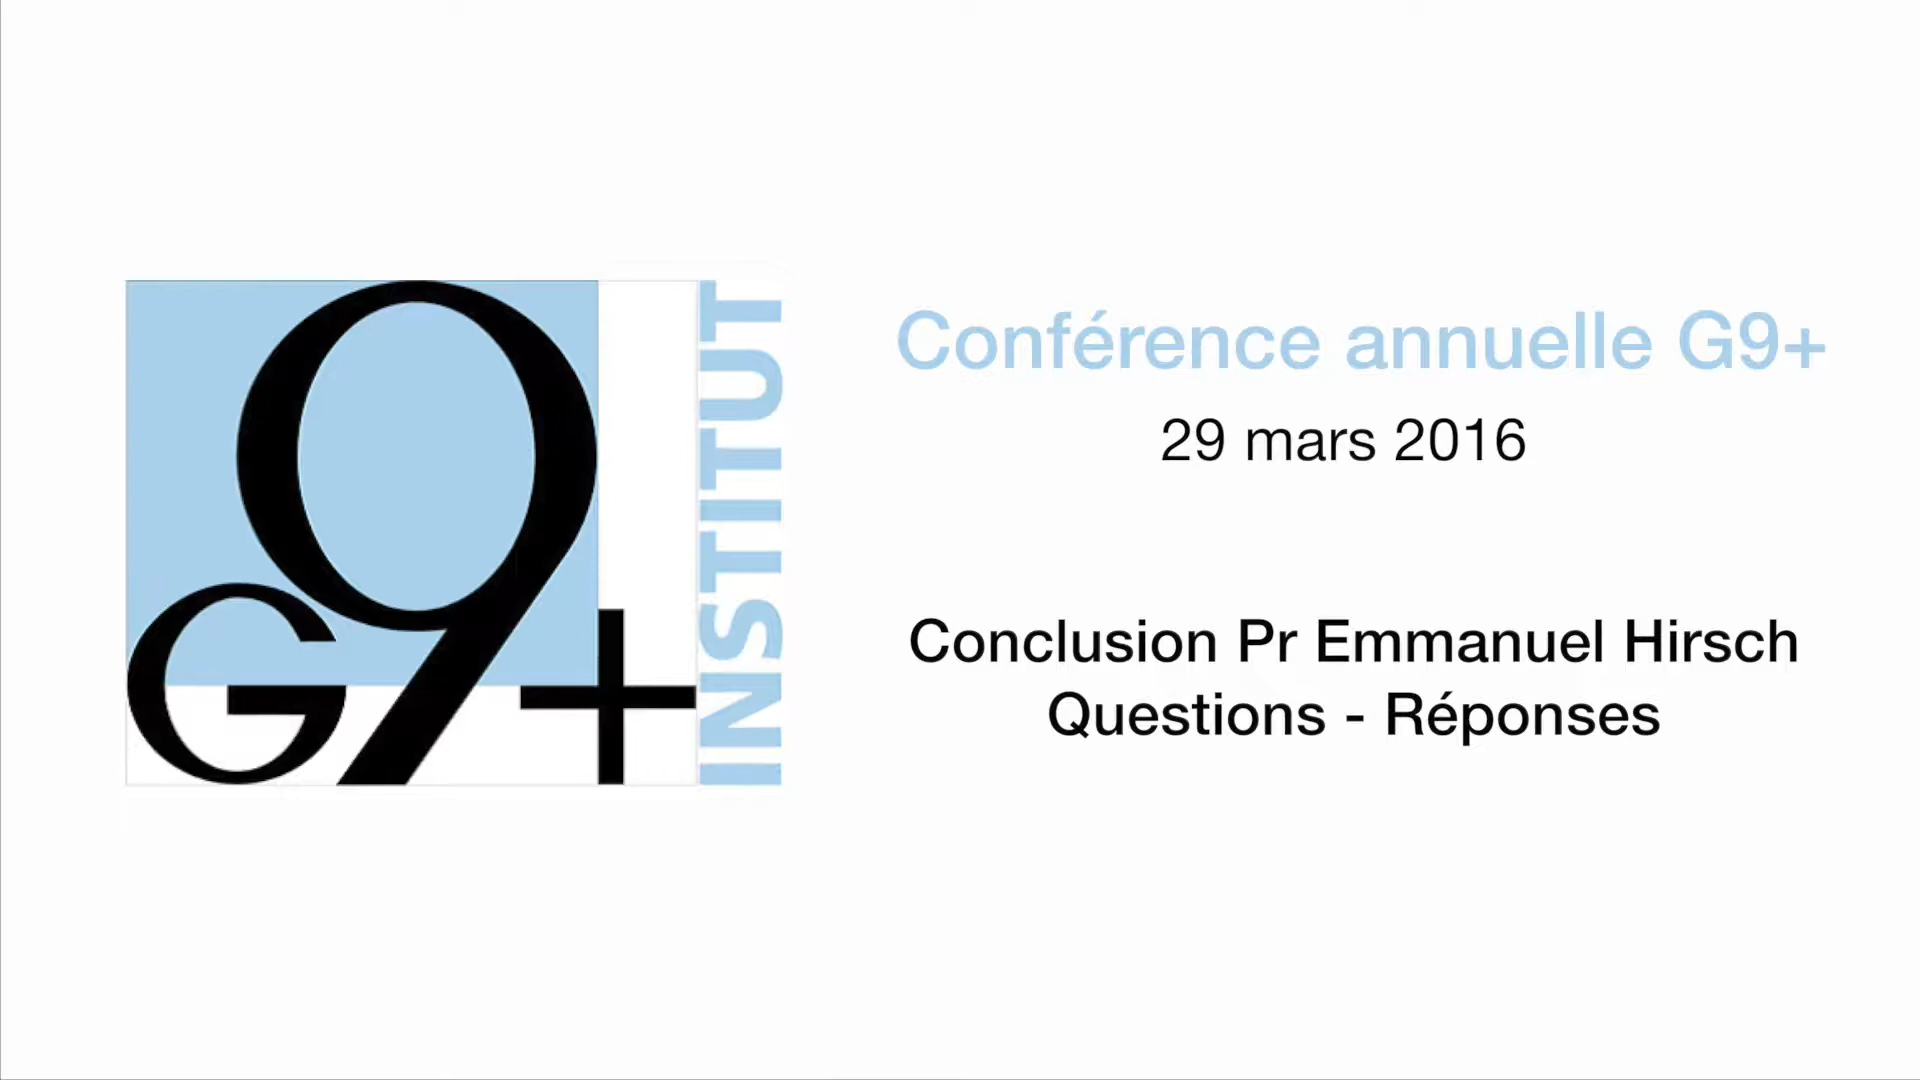 G9+
INSTITUT
Conférence annuelle G9+
29 mars 2016
Conclusion Pr Emmanuel Hirsch
Questions - Réponses